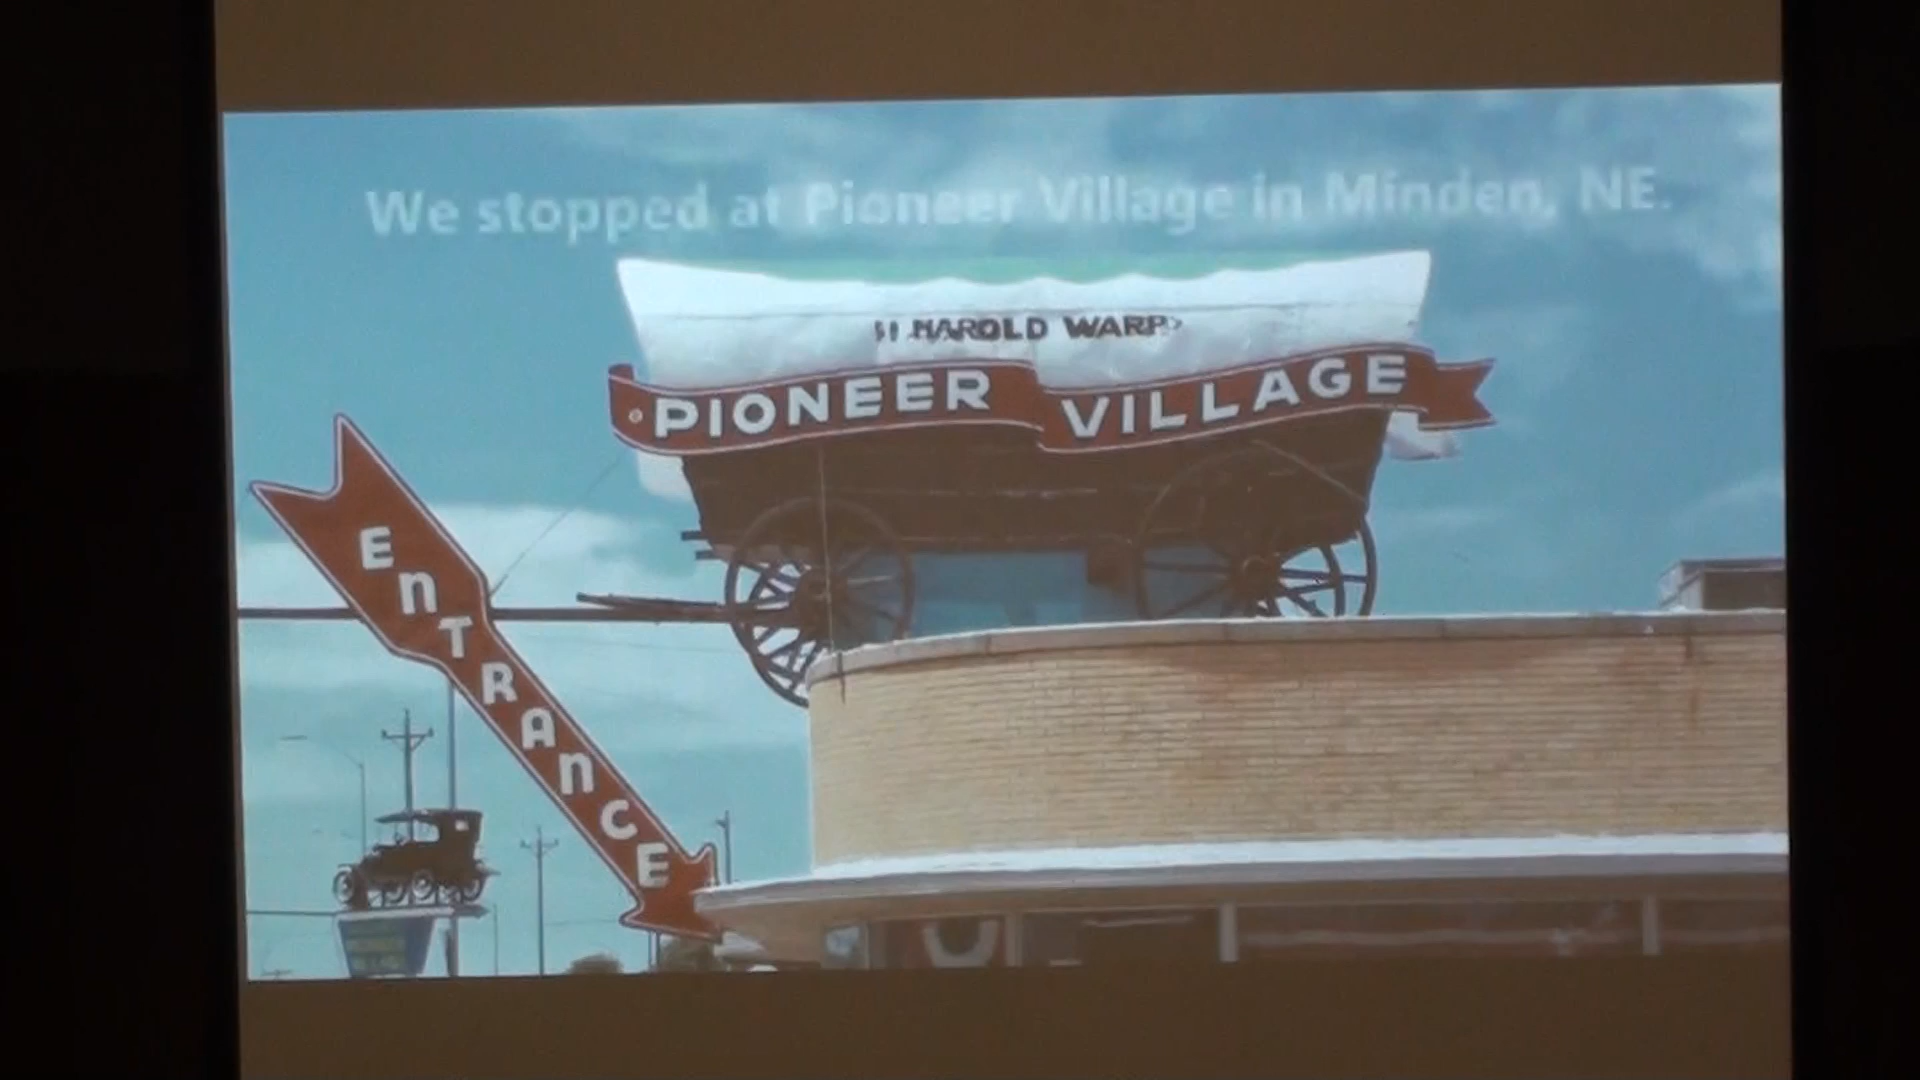 We stopped at Pioneer Village in Minden, NE.
HAROLD WARP
PIONEER VILLAGE
EnTRAnCE